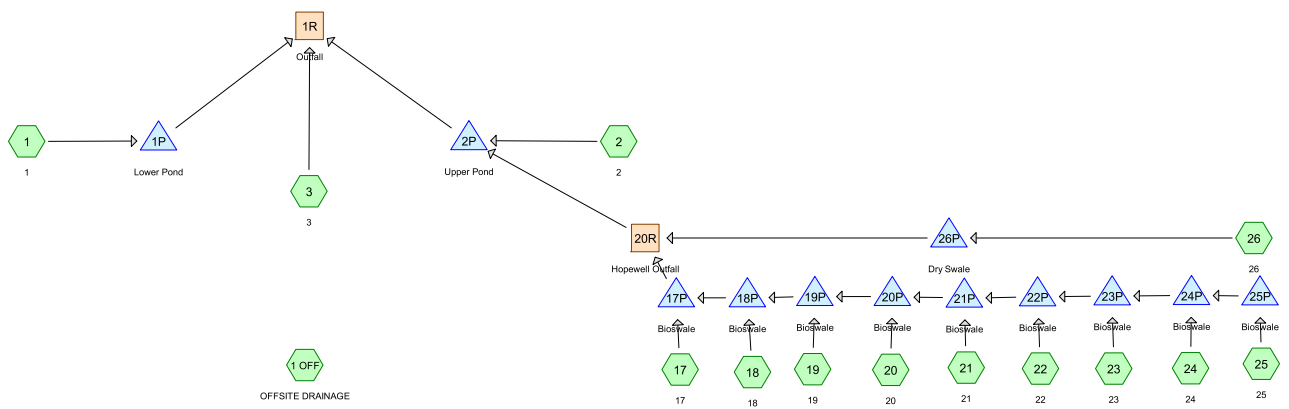 1R
Outfall
1
1P
2P
2
1
Lower Pond
Upper Pond
2
3
3
20R
26P
26
Hopewell Outfall
Dry Swale
26
17P
18P
19P
20P
21P
22P
23P
24P
25P
Bioswale
Bioswale
Bioswale
Bioswale
Bioswale
Bioswale
Bioswale
Bioswale
Bioswale
1 OFF
17
18
19
20
21
22
23
24
25
OFFSITE DRAINAGE
17
18
19
20
21
22
23
24
25